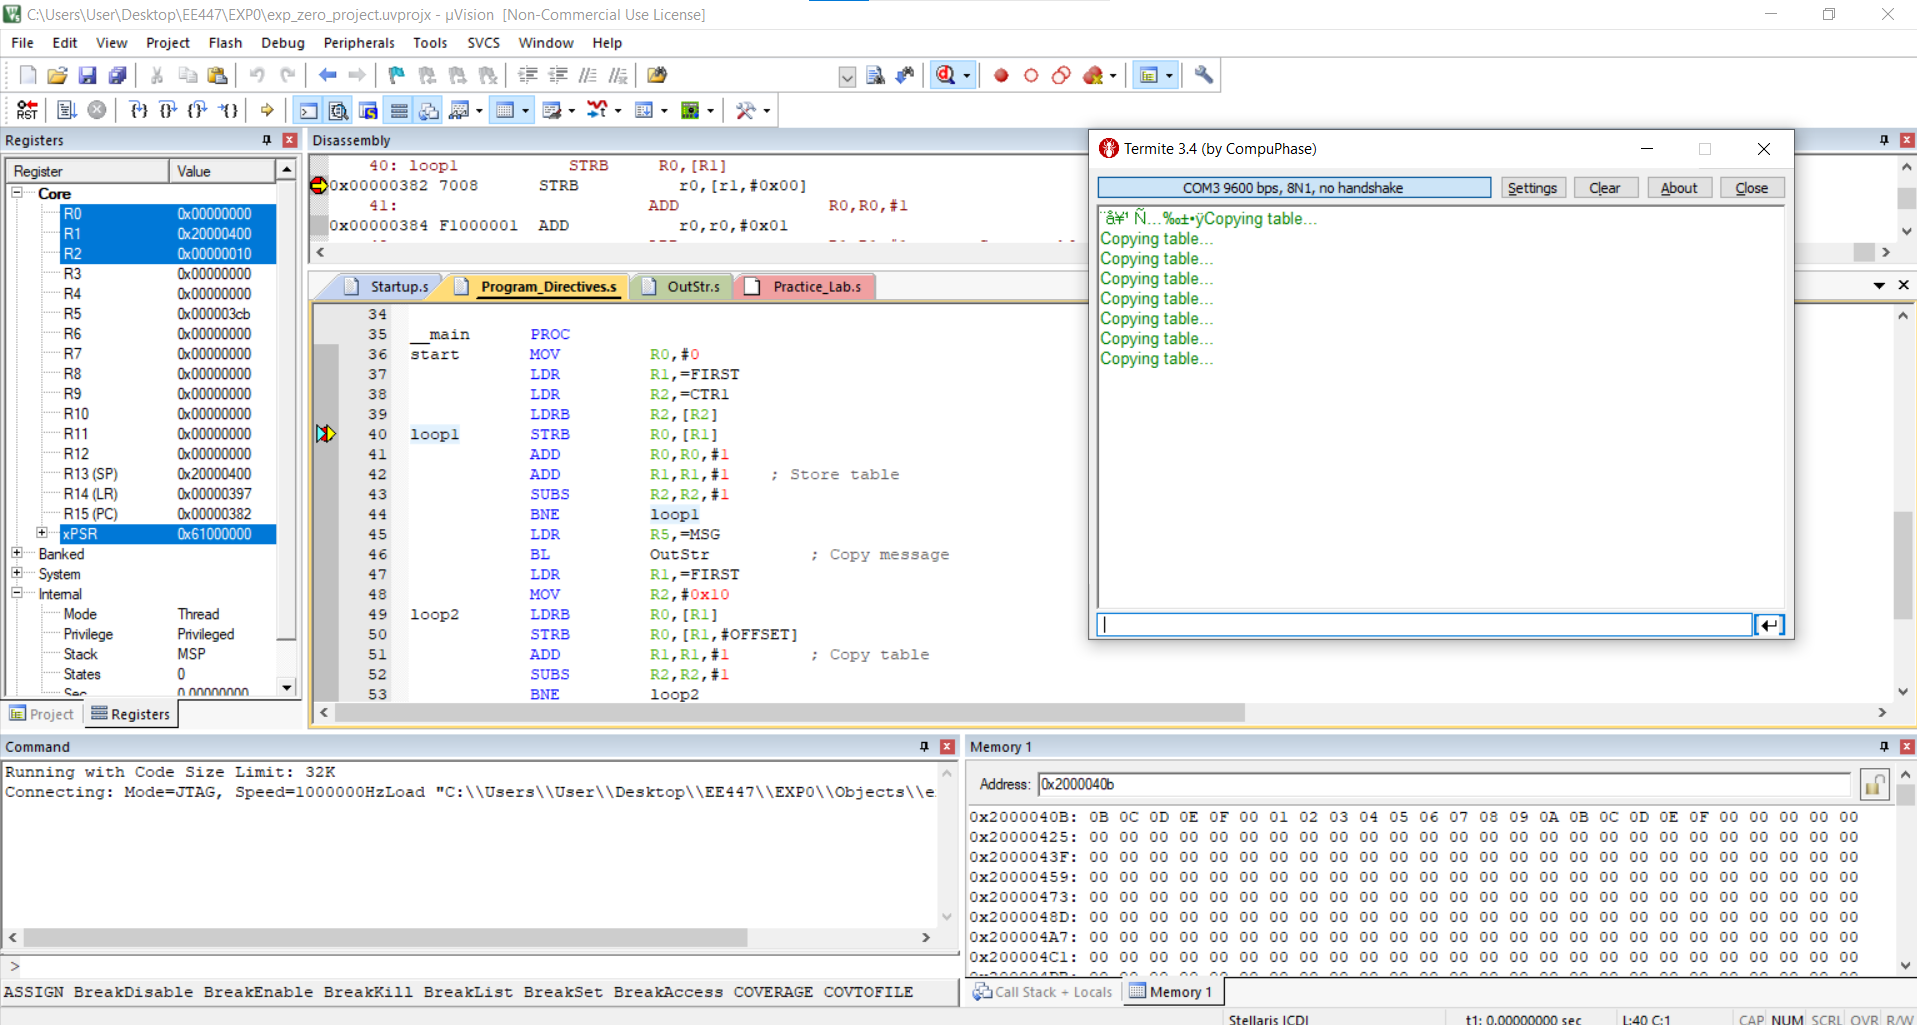 C:\Users\User\Desktop\EE447\EXP0\exp_zero_project.uvprojx - µVision  [Non-Commercial Use License]
File Edit View Project Flash Debug Peripherals Tools SVCS Window Help
RST
Registers
Register Value
Core
R0 0x00000000
R1 0x20000400
R2 0x00000010
R3 0x00000000
R4 0x00000000
R5 0x000003cb
R6 0x00000000
R7 0x00000000
R8 0x00000000
R9 0x00000000
R10 0x00000000
R11 0x00000000
R12 0x00000000
R13 (SP) 0x20000400
R14 (LR) 0x00000397
R15 (PC) 0x00000382
xPSR 0x61000000
Banked
System
Internal
Mode Thread
Privilege Privileged
Stack MSP
States 0
Sec 0.00000000
Project Registers
Disassembly
40: loop1 STRB R0,[R1]
0x00000382 7008 STRB r0,[r1,#0x00]
41: ADD R0,R0,#1
0x00000384 F1000001 ADD r0,r0,#0x01
Startup.s Program_Directives.s OutStr.s Practice_Lab.s
34
35 __main PROC
36 start MOV R0,#0
37 LDR R1,=FIRST
38 LDR R2,=CTR1
39 LDRB R2,[R2]
40 loop1 STRB R0,[R1]
41 ADD R0,R0,#1
42 ADD R1,R1,#1 ; Store table
43 SUBS R2,R2,#1
44 BNE loop1
45 LDR R5,=MSG
46 BL OutStr ; Copy message
47 LDR R1,=FIRST
48 MOV R2,#0x10
49 loop2 LDRB R0,[R1]
50 STRB R0,[R1,#OFFSET]
51 ADD R1,R1,#1 ; Copy table
52 SUBS R2,R2,#1
53 BNE loop2
Termite 3.4 (by CompuPhase)
COM3 9600 bps, 8N1, no handshake Settings Clear About Close
¨å¥¹ Ñ…‰±•ÿCopying table...
Copying table...
Copying table...
Copying table...
Copying table...
Copying table...
Copying table...
Copying table...
Command
Running with Code Size Limit: 32K
Connecting: Mode=JTAG, Speed=1000000HzLoad "C:\\Users\\User\\Desktop\\EE447\\EXP0\\Objects\\e
>
ASSIGN BreakDisable BreakEnable BreakKill BreakList BreakSet BreakAccess COVERAGE COVTOFILE
Memory 1
Address: 0x2000040b
0x2000040B: 0B 0C 0D 0E 0F 00 01 02 03 04 05 06 07 08 09 0A 0B 0C 0D 0E 0F 00 00 00 00 00
0x20000425: 00 00 00 00 00 00 00 00 00 00 00 00 00 00 00 00 00 00 00 00 00 00 00 00 00 00
0x2000043F: 00 00 00 00 00 00 00 00 00 00 00 00 00 00 00 00 00 00 00 00 00 00 00 00 00 00
0x20000459: 00 00 00 00 00 00 00 00 00 00 00 00 00 00 00 00 00 00 00 00 00 00 00 00 00 00
0x20000473: 00 00 00 00 00 00 00 00 00 00 00 00 00 00 00 00 00 00 00 00 00 00 00 00 00 00
0x2000048D: 00 00 00 00 00 00 00 00 00 00 00 00 00 00 00 00 00 00 00 00 00 00 00 00 00 00
0x200004A7: 00 00 00 00 00 00 00 00 00 00 00 00 00 00 00 00 00 00 00 00 00 00 00 00 00 00
0x200004C1: 00 00 00 00 00 00 00 00 00 00 00 00 00 00 00 00 00 00 00 00 00 00 00 00 00 00
Call Stack + Locals Memory 1
Stellaris ICDI t1: 0.00000000 sec L:40 C:1 CAP NUM SCRL OVR R/W